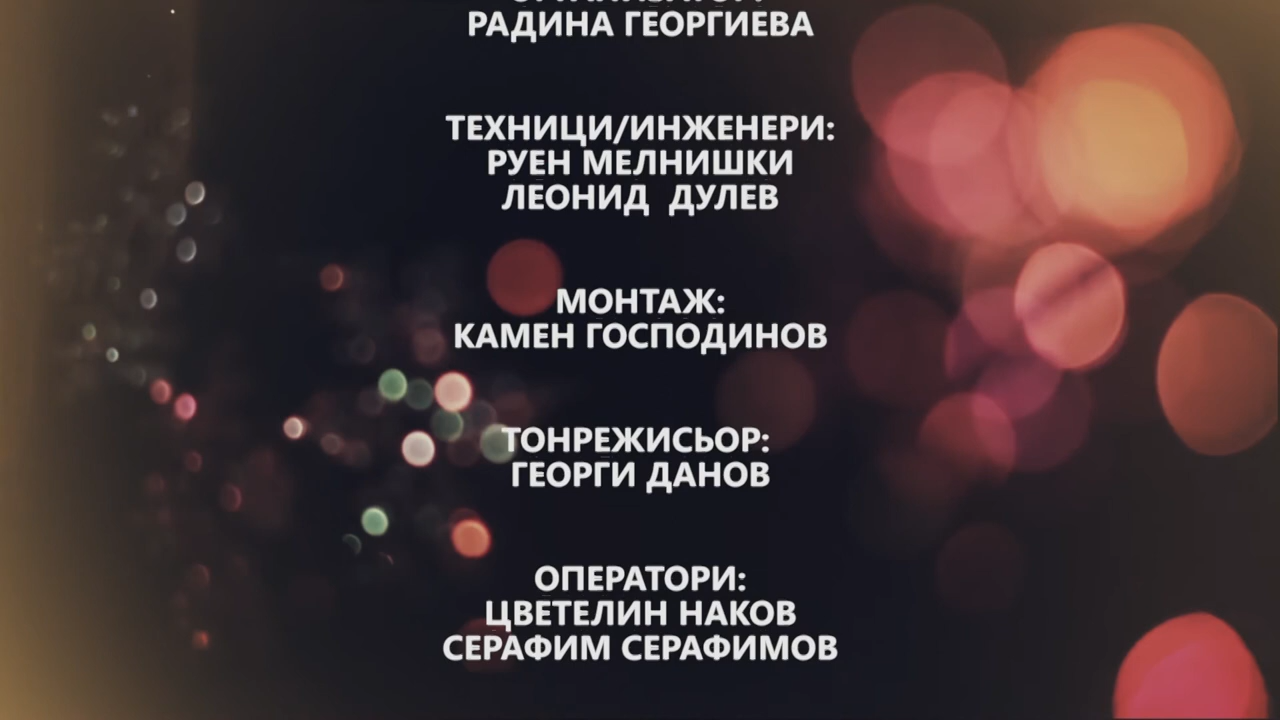 РАДИНА ГЕОРГИЕВА
ТЕХНИЦИ/ИНЖЕНЕРИ:
РУЕН МЕЛНИШКИ
ЛЕОНИД ДУЛЕВ
МОНТАЖ:
КАМЕН ГОСПОДИНОВ
ТОНРЕЖИСЬОР:
ГЕОРГИ ДАНОВ
ОПЕРАТОРИ:
ЦВЕТЕЛИН НАКОВ
СЕРАФИМ СЕРАФИМОВ